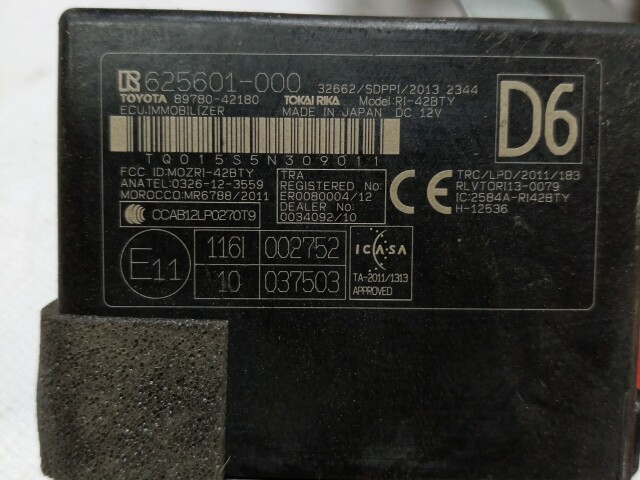 625601-000 32662/SDPPI/2013 2344
TOYOTA 89780-42180 TOKAI RIKA Model:RI-42BTY
ECU.IMMOBILIZER MADE IN JAPAN DC 12V
D6
TQ015S5N309011
FCC ID:MOZRI-42BTY
ANATEL:0326-12-3559
MOROCCO:MR6788/2011
CCAB12LP0270T9
TRA
REGISTERED No:
ER0080004/12
DEALER No:
0034092/10
CE
TRC/LPD/2011/183
RLVTORI13-0079
IC:2584A-RI42BTY
H-12536
E11
116I 002752
10 037503
ICASA
TA-2011/1313
APPROVED